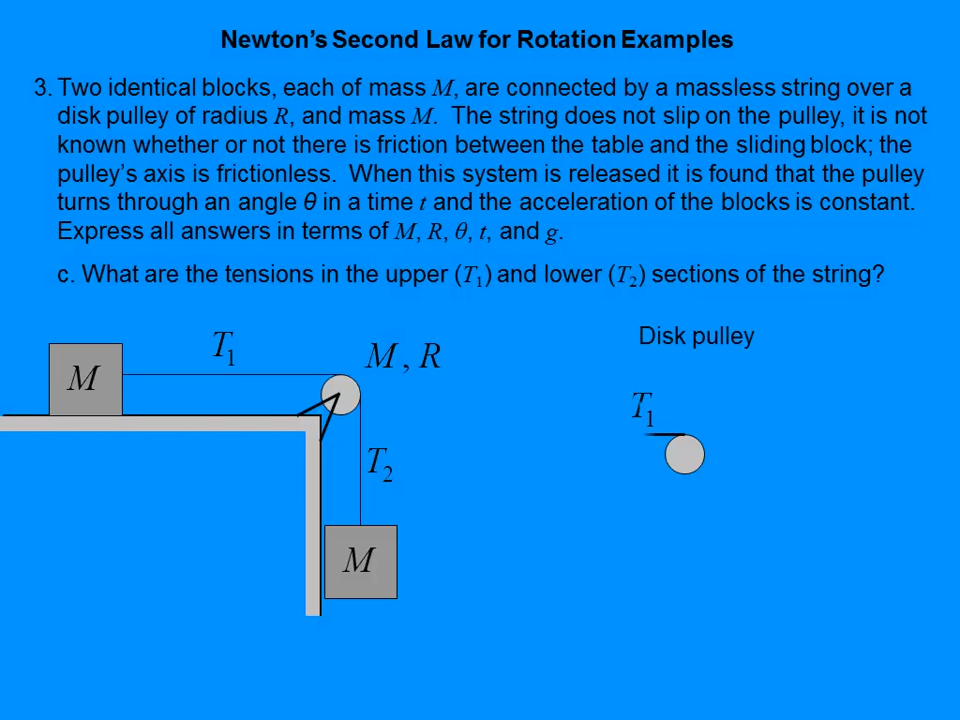 Newton’s Second Law for Rotation Examples
3. Two identical blocks, each of mass M, are connected by a massless string over a
disk pulley of radius R, and mass M. The string does not slip on the pulley, it is not
known whether or not there is friction between the table and the sliding block; the
pulley’s axis is frictionless. When this system is released it is found that the pulley
turns through an angle θ in a time t and the acceleration of the blocks is constant.
Express all answers in terms of M, R, θ, t, and g.
c. What are the tensions in the upper (T₁) and lower (T₂) sections of the string?
Disk pulley
T₁
M , R
M
T₁
T₂
M